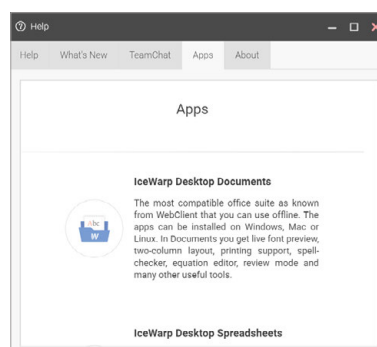 Help
Help What's New TeamChat Apps About
Apps
IceWarp Desktop Documents
The most compatible office suite as known
from WebClient that you can use offline. The
apps can be installed on Windows, Mac or
Linux. In Documents you get live font preview,
two-column layout, printing support, spell-
checker, equation editor, review mode and
many other useful tools.
Abc
W
IceWarp Desktop Spreadsheets